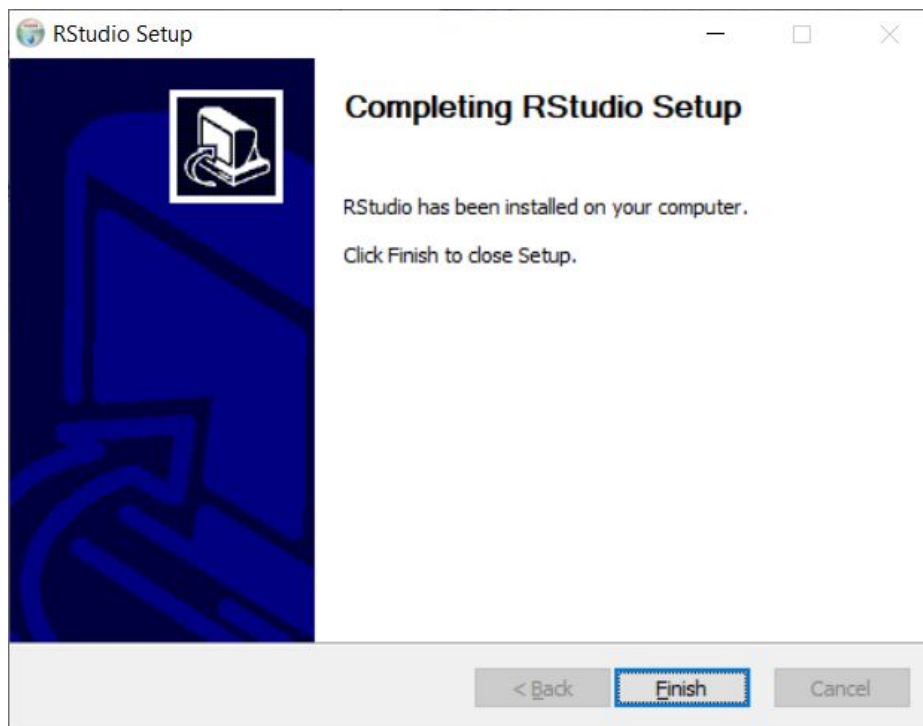 RStudio Setup
Completing RStudio Setup
RStudio has been installed on your computer.
Click Finish to close Setup.
< Back
Finish
Cancel